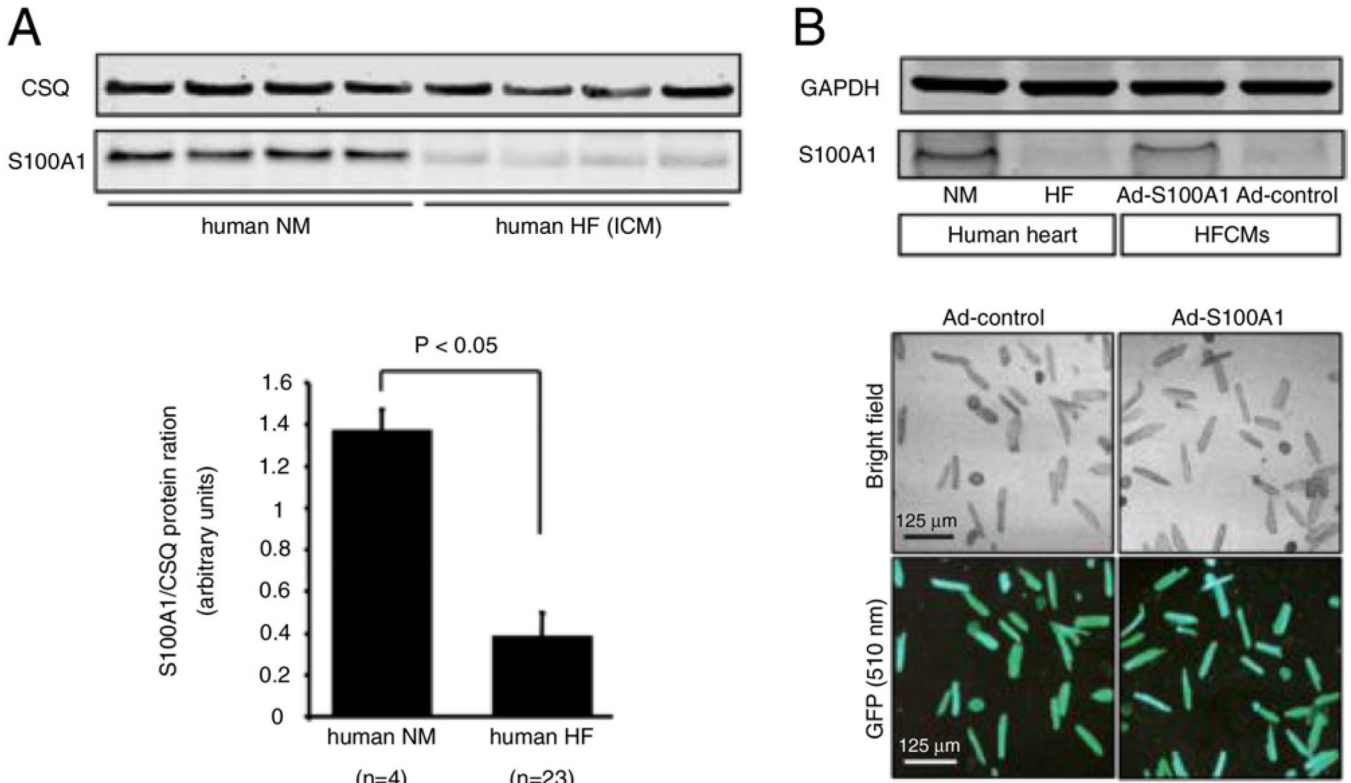 A
CSQ
S100A1
human NM
human HF (ICM)
P < 0.05
S100A1/CSQ protein ration
(arbitrary units)
1.6
1.4
1.2
1
0.8
0.6
0.4
0.2
0
human NM
human HF
(n=4)
(n=23)
B
GAPDH
S100A1
NM
HF
Ad-S100A1
Ad-control
Human heart
HFCMs
Ad-control
Ad-S100A1
Bright field
125 µm
GFP (510 nm)
125 µm